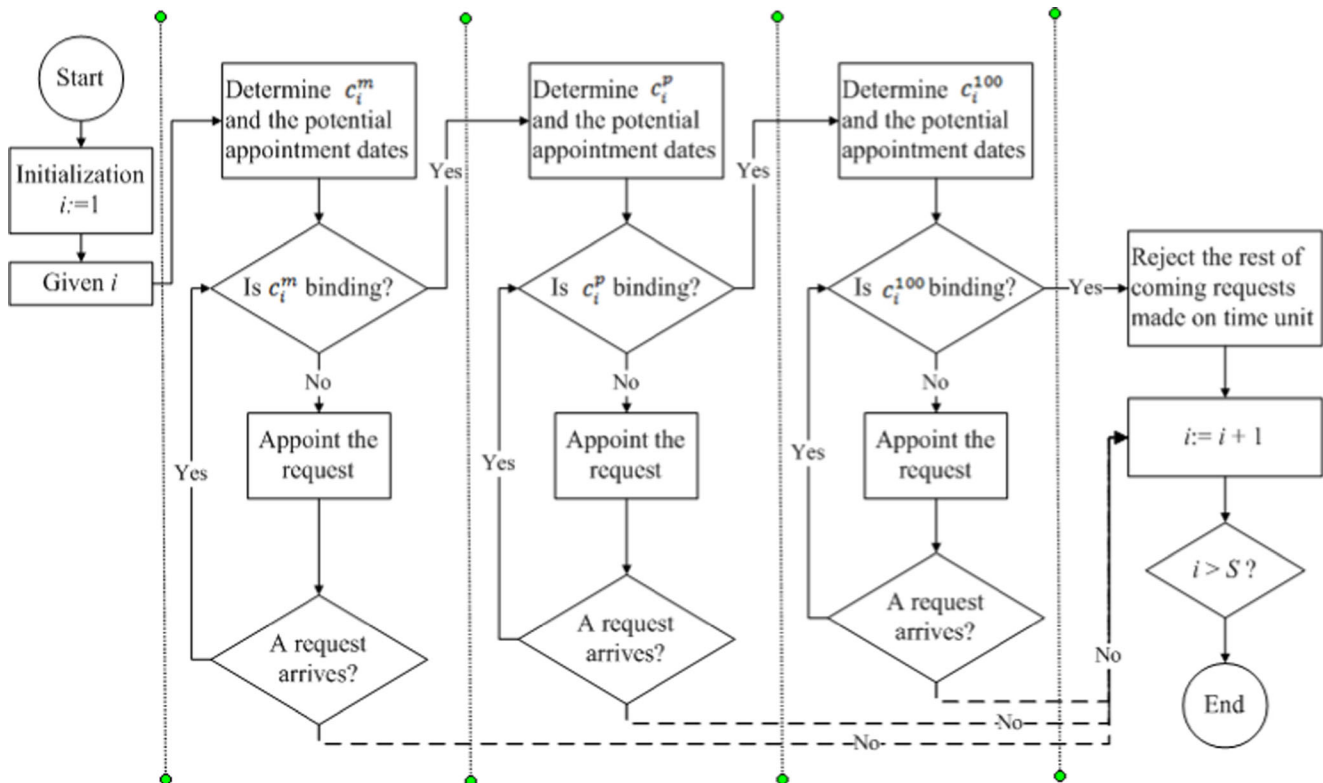 Start
Initialization
i:=1
Given i
Determine c_i^m
and the potential
appointment dates
Is c_i^m binding?
Yes
No
Appoint the
request
Yes
A request
arrives?
No
Determine c_i^p
and the potential
appointment dates
Is c_i^p binding?
Yes
No
Appoint the
request
Yes
A request
arrives?
No
Determine c_i^100
and the potential
appointment dates
Is c_i^100 binding?
Yes
No
Appoint the
request
Yes
A request
arrives?
No
Reject the rest of
coming requests
made on time unit
i:= i + 1
i > S ?
End